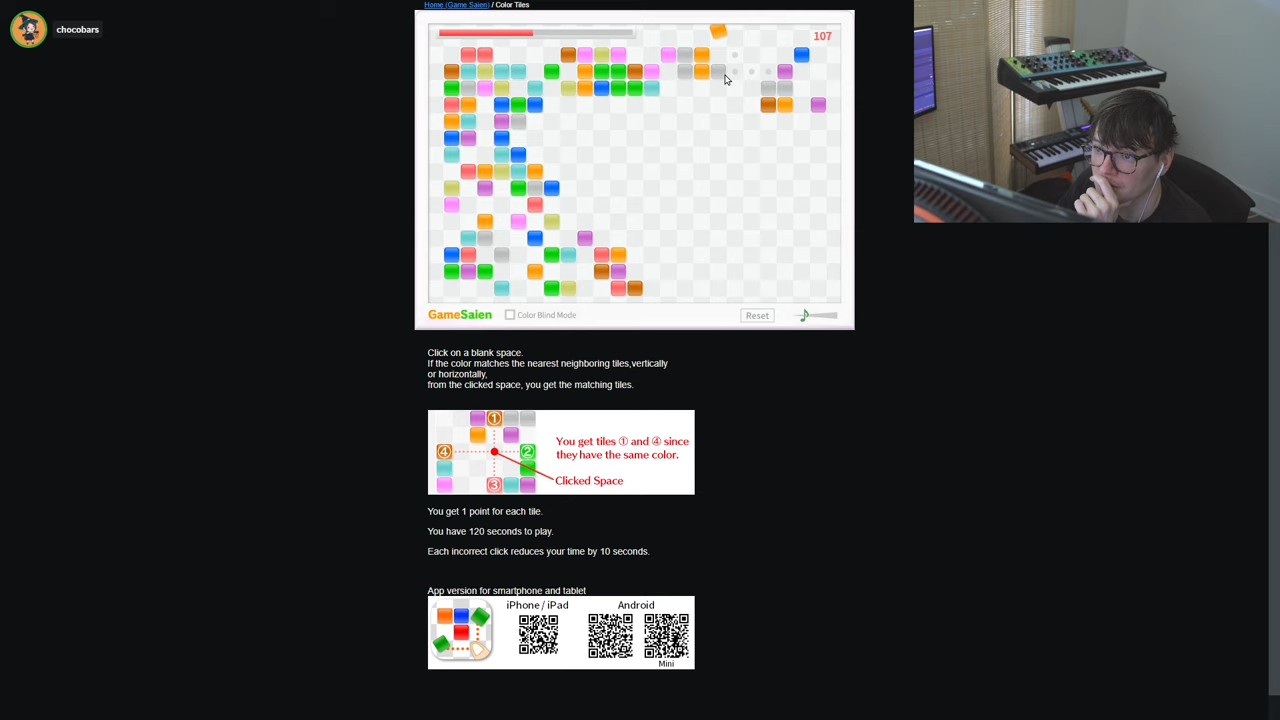 Home (Game Saien) / Color Tiles
chocobars
107
GameSaien
Color Blind Mode
Reset
Click on a blank space.
If the color matches the nearest neighboring tiles,vertically
or horizontally,
from the clicked space, you get the matching tiles.
1
4
2
3
You get tiles ① and ④ since
they have the same color.
Clicked Space
You get 1 point for each tile.
You have 120 seconds to play.
Each incorrect click reduces your time by 10 seconds.
App version for smartphone and tablet
iPhone / iPad
Android
Mini